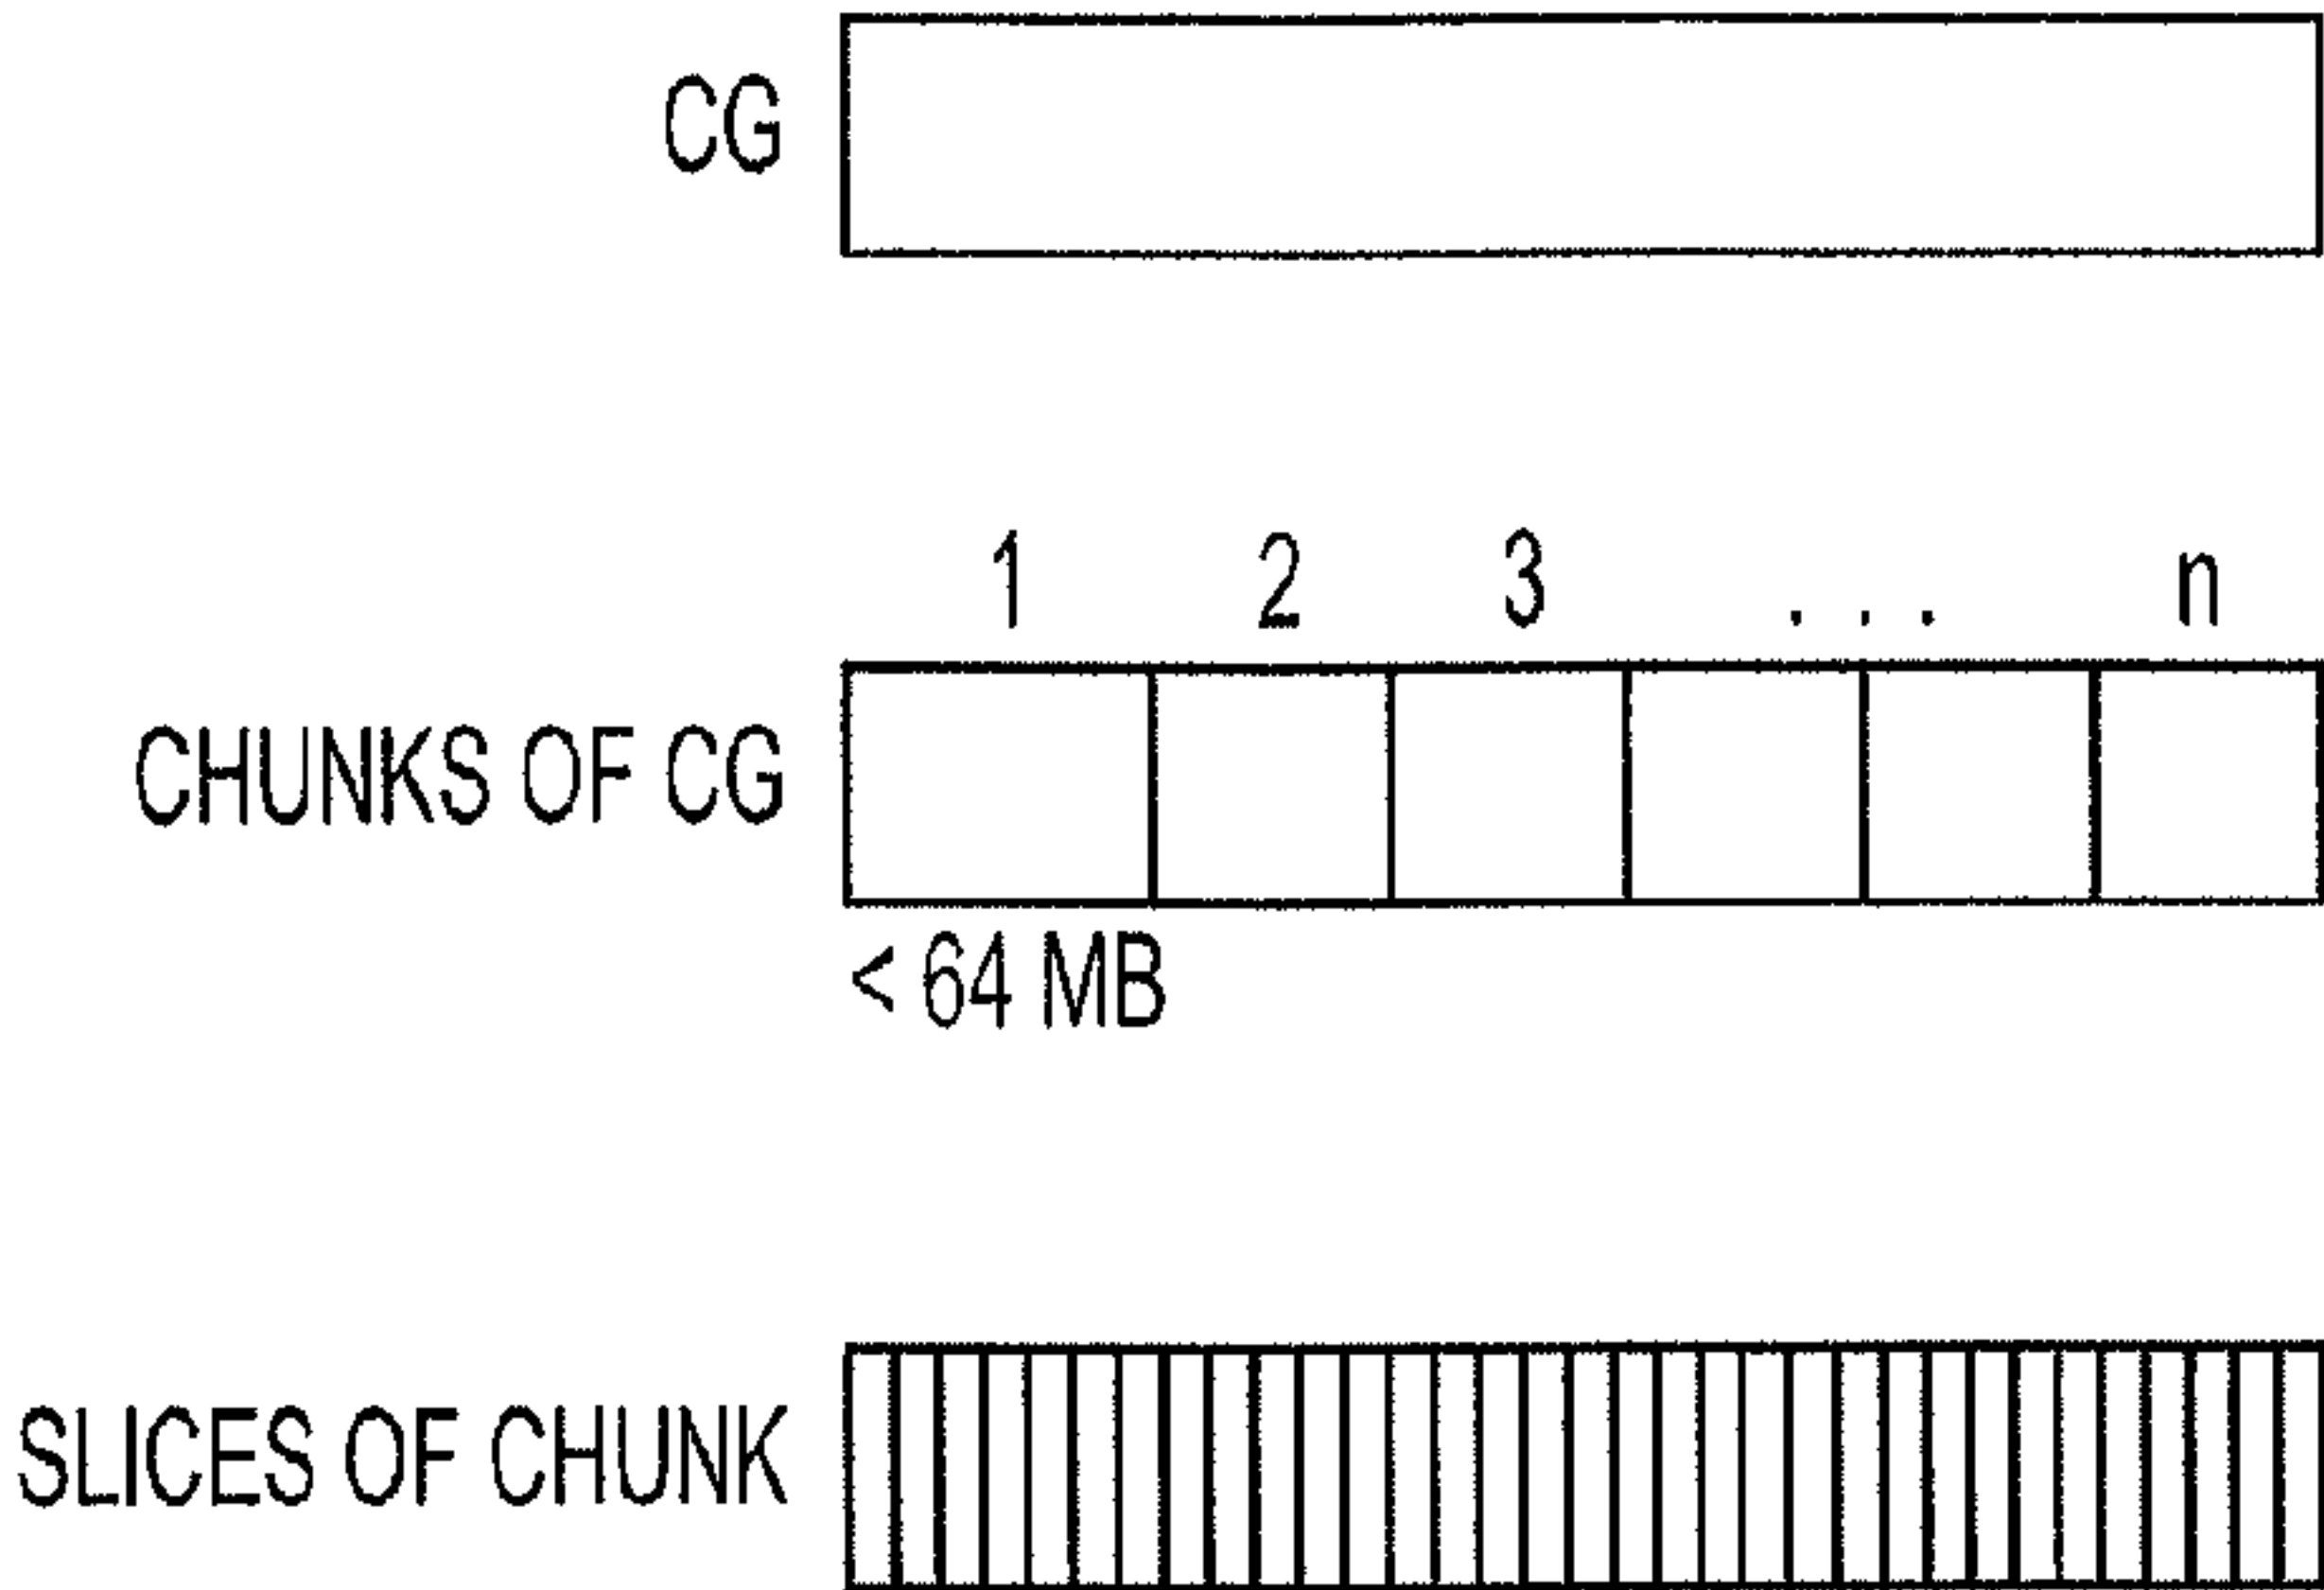 CG
1 2 3 . . . n
CHUNKS OF CG
< 64 MB
SLICES OF CHUNK